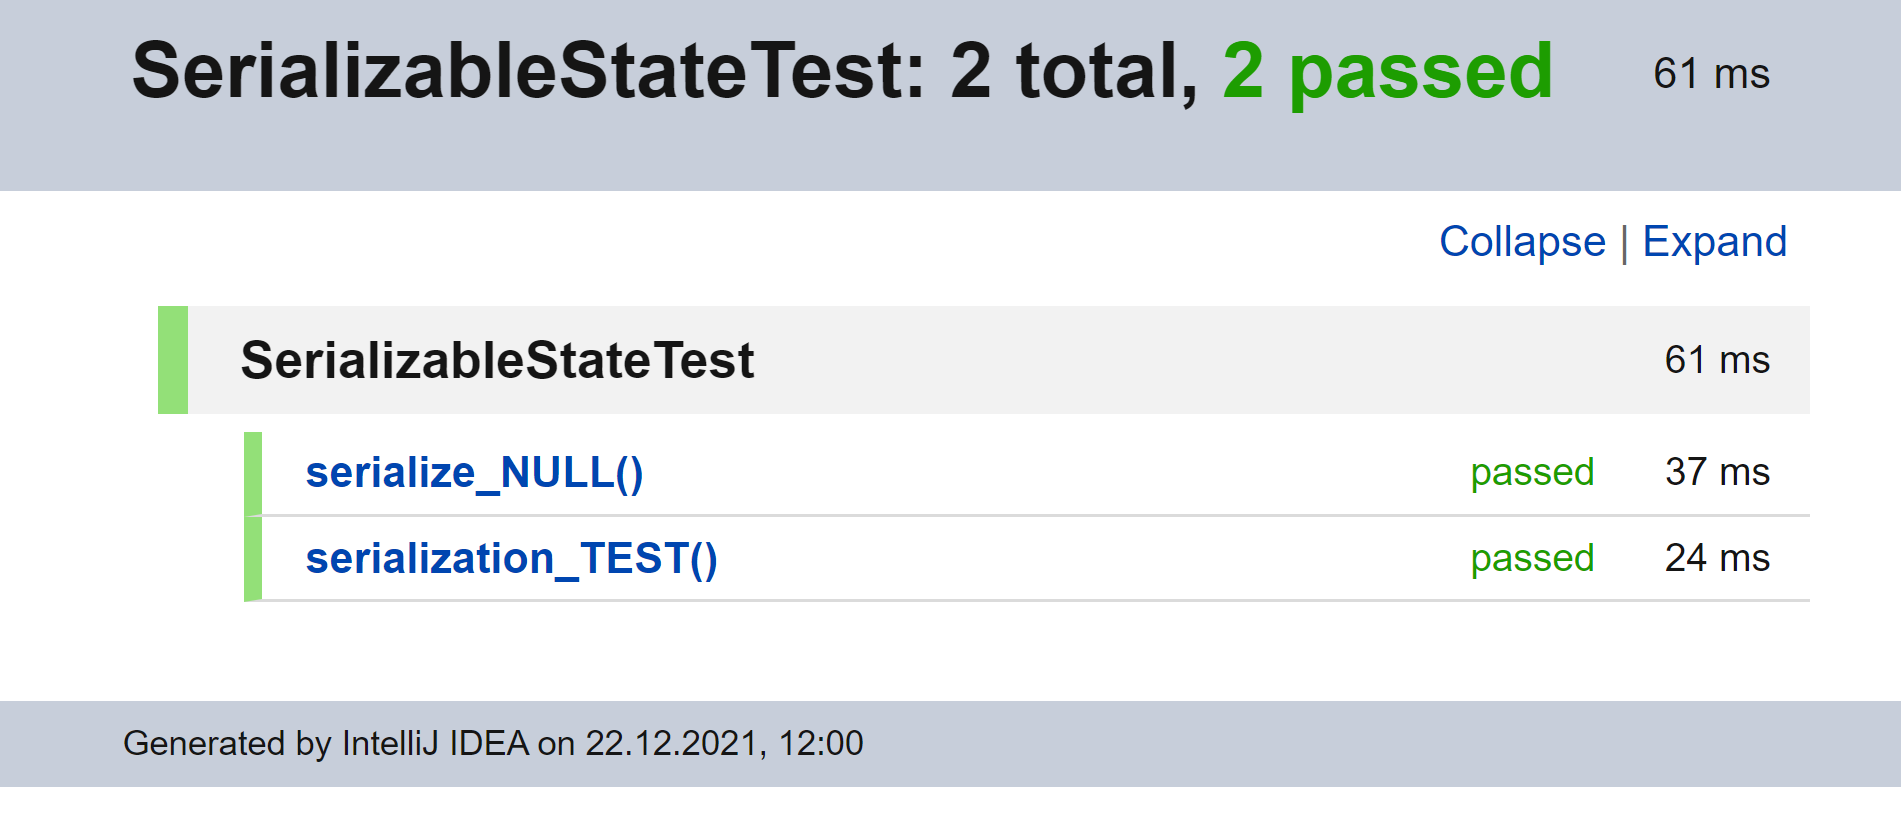 SerializableStateTest: 2 total, 2 passed 61 ms
Collapse | Expand
SerializableStateTest 61 ms
serialize_NULL() passed 37 ms
serialization_TEST() passed 24 ms
Generated by IntelliJ IDEA on 22.12.2021, 12:00